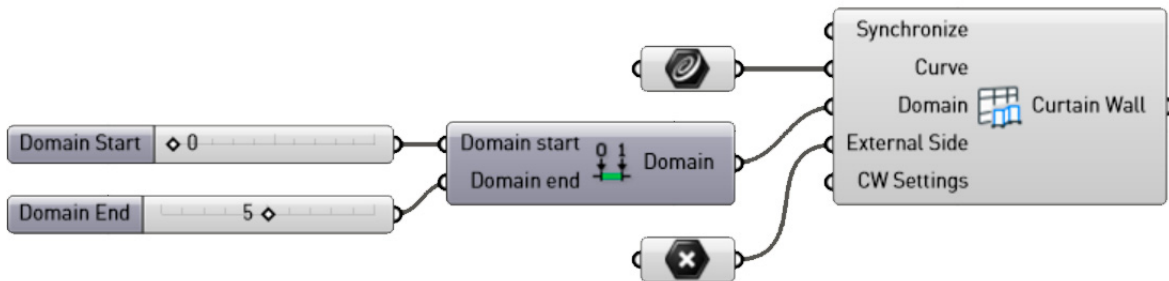 Synchronize
Curve
Domain
Curtain Wall
External Side
CW Settings
Domain Start
0
Domain start
0 1
Domain
Domain end
Domain End
5